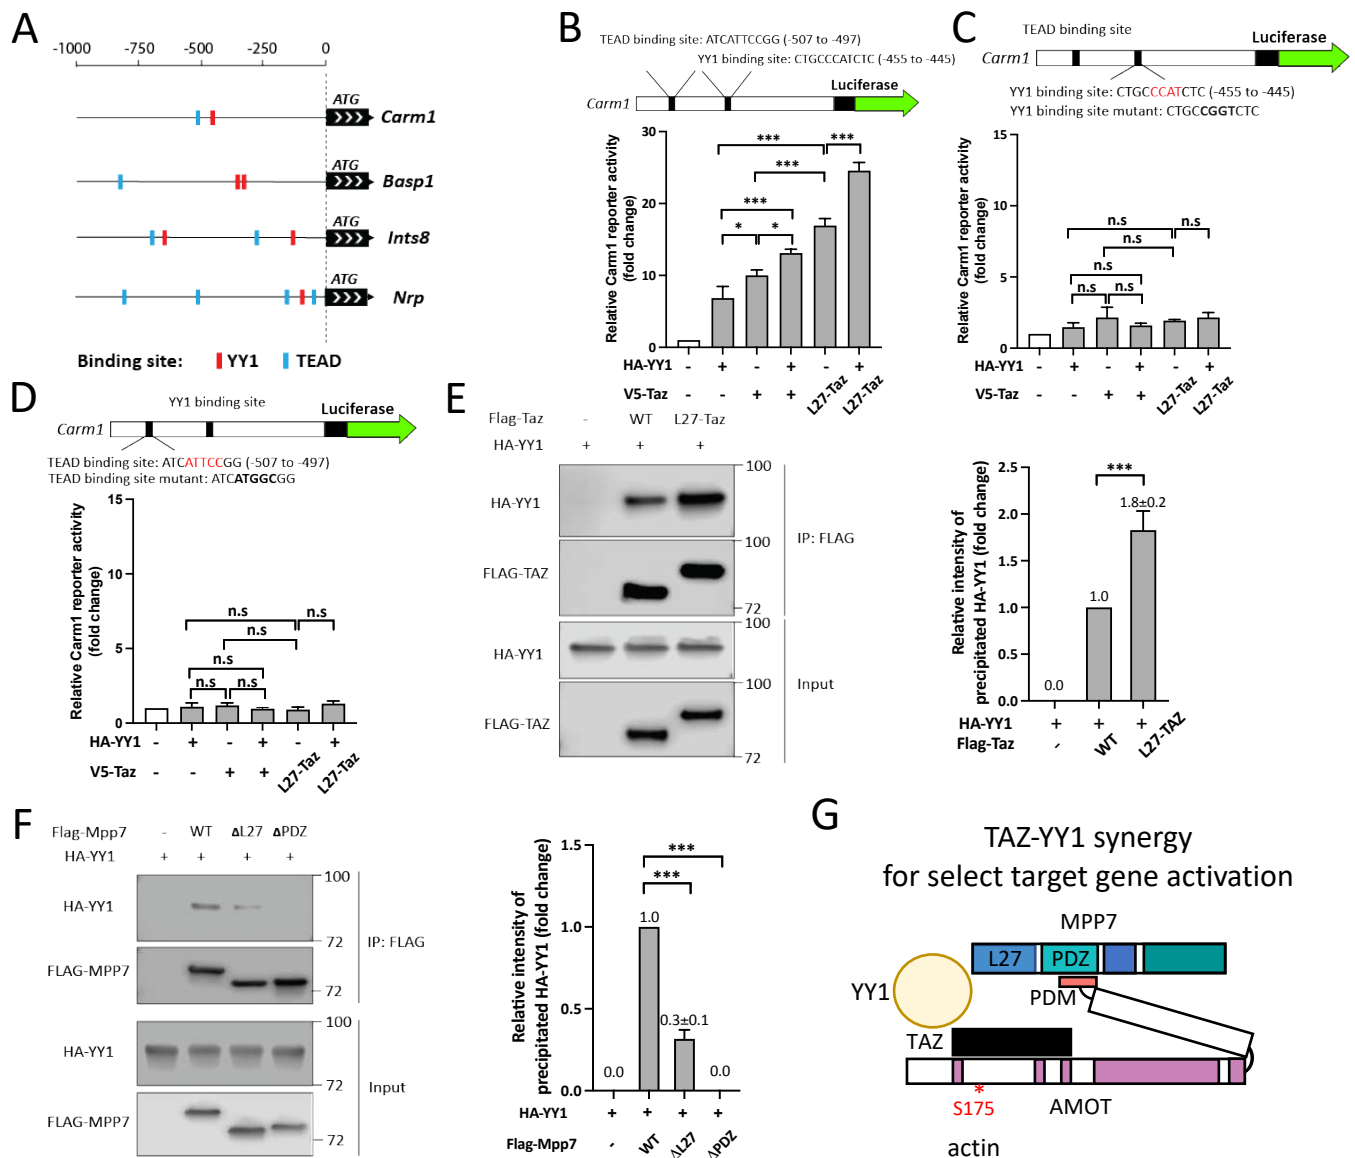 A
-1000
-500
-250
0
ATG
Carm1
ATG
Basp1
ATG
Ints8
ATG
Nrp
Binding site:
YY1
TEAD
B
TEAD binding site: ATCATTCCGG (-507 to -497)
YY1 binding site: CTGCCCATCTC (-455 to -445)
Luciferase
Carm1
Relative Carm1 reporter activity
(fold change)
30
20
10
0
***
***
***
***
*
*
HA-YY1
-
+
-
+
-
+
V5-Taz
-
-
+
+
L27-Taz
L27-Taz
C
TEAD binding site
Luciferase
Carm1
YY1 binding site: CTGCCCATCTC (-455 to -445)
YY1 binding site mutant: CTGCCGGTCTC
Relative Carm1 reporter activity
(fold change)
15
10
5
0
n.s
n.s
n.s
n.s
n.s
n.s
HA-YY1
-
+
-
+
-
+
V5-Taz
-
-
+
+
L27-Taz
L27-Taz
D
YY1 binding site
Luciferase
Carm1
TEAD binding site: ATCATTCCGG (-507 to -497)
TEAD binding site mutant: ATCATGGCGG
Relative Carm1 reporter activity
(fold change)
15
10
5
0
n.s
n.s
n.s
n.s
n.s
n.s
HA-YY1
-
+
-
+
-
+
V5-Taz
-
-
+
+
L27-Taz
L27-Taz
E
Flag-Taz
-
WT
L27-Taz
HA-YY1
+
+
+
HA-YY1
100
FLAG-TAZ
100
72
IP: FLAG
HA-YY1
100
FLAG-TAZ
100
72
Input
Relative intensity of
precipitated HA-YY1 (fold change)
2.5
2.0
1.5
1.0
0.5
0.0
***
1.8±0.2
1.0
0.0
HA-YY1
+
+
+
Flag-Taz
-
WT
L27-TAZ
F
Flag-Mpp7
-
WT
ΔL27
ΔPDZ
HA-YY1
+
+
+
+
HA-YY1
100
72
FLAG-MPP7
72
IP: FLAG
HA-YY1
100
72
FLAG-MPP7
72
Input
Relative intensity of
precipitated HA-YY1 (fold change)
1.5
1.0
0.5
0.0
***
***
1.0
0.3±0.1
0.0
0.0
HA-YY1
+
+
+
+
Flag-Mpp7
-
WT
ΔL27
ΔPDZ
G
TAZ-YY1 synergy
for select target gene activation
MPP7
L27
PDZ
YY1
PDM
TAZ
*
S175
AMOT
actin